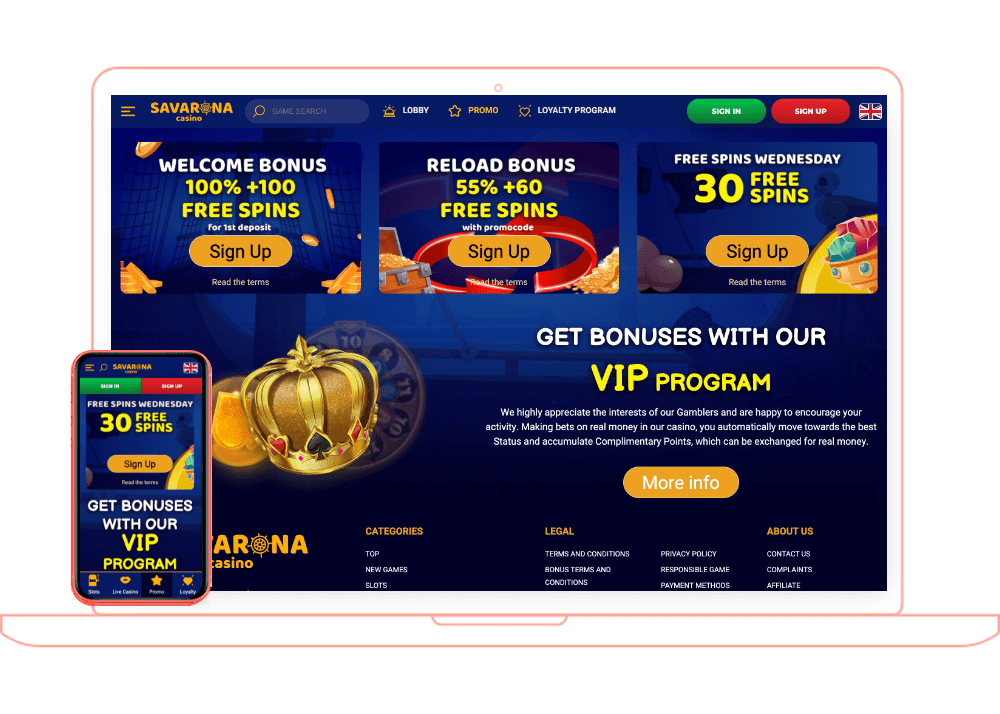 SAVARONA
casino
GAME SEARCH
LOBBY
PROMO
LOYALTY PROGRAM
SIGN IN
SIGN UP
WELCOME BONUS
100% +100
FREE SPINS
for 1st deposit
Sign Up
Read the terms
RELOAD BONUS
55% +60
FREE SPINS
with promocode
Sign Up
Read the terms
FREE SPINS WEDNESDAY
30 FREE
SPINS
Sign Up
Read the terms
GET BONUSES WITH OUR
VIP PROGRAM
We highly appreciate the interests of our Gamblers and are happy to encourage your
activity. Making bets on real money in our casino, you automatically move towards the best
Status and accumulate Complimentary Points, which can be exchanged for real money.
More info
ARONA
casino
CATEGORIES
TOP
NEW GAMES
SLOTS
LEGAL
TERMS AND CONDITIONS
BONUS TERMS AND
CONDITIONS
PRIVACY POLICY
RESPONSIBLE GAME
PAYMENT METHODS
ABOUT US
CONTACT US
COMPLAINTS
AFFILIATE
SAVARONA
casino
SIGN IN
SIGN UP
FREE SPINS WEDNESDAY
30 FREE
SPINS
Sign Up
Read the terms
GET BONUSES
WITH OUR
VIP
PROGRAM
Slots
Live Casino
Promo
Loyalty